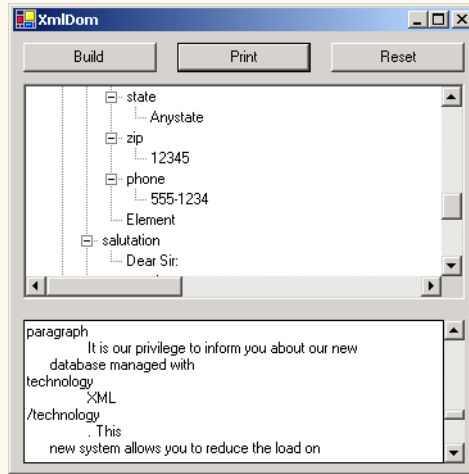 XmlDom
Build Print Reset
state
Anystate
zip
12345
phone
555-1234
Element
salutation
Dear Sir:
paragraph
It is our privilege to inform you about our new
database managed with
technology
XML
/technology
. This
new system allows you to reduce the load on